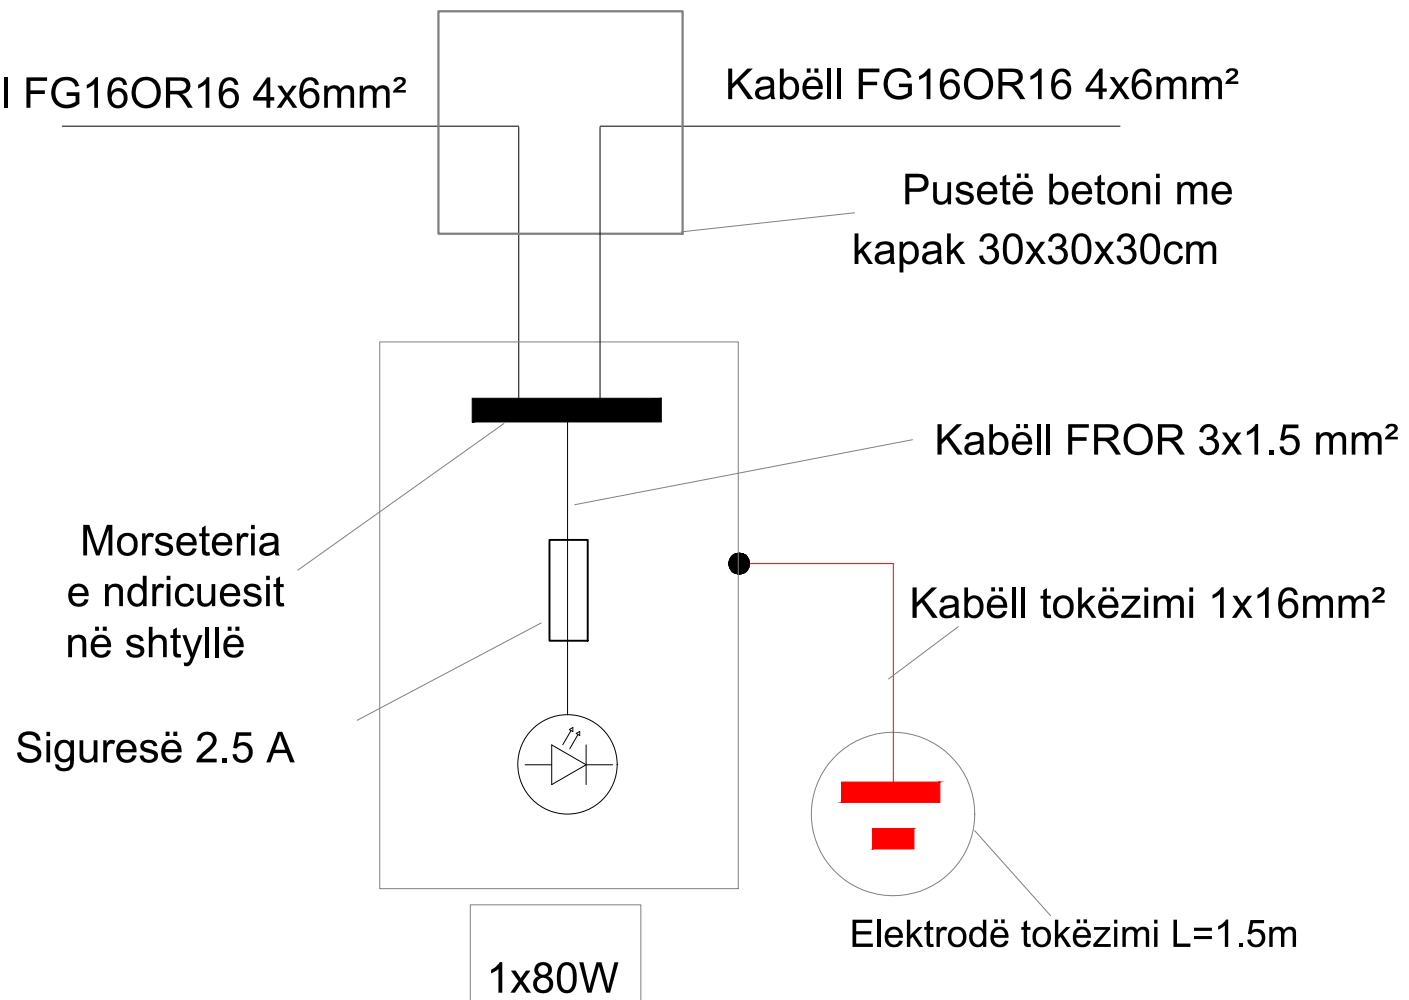 FG16OR16 4x6mm²
Kabëll FG16OR16 4x6mm²
Pusetë betoni me
kapak 30x30x30cm
Kabëll FROR 3x1.5 mm²
Morseteria
e ndricuesit
në shtyllë
Kabëll tokëzimi 1x16mm²
Siguresë 2.5 A
Elektrodë tokëzimi L=1.5m
1x80W